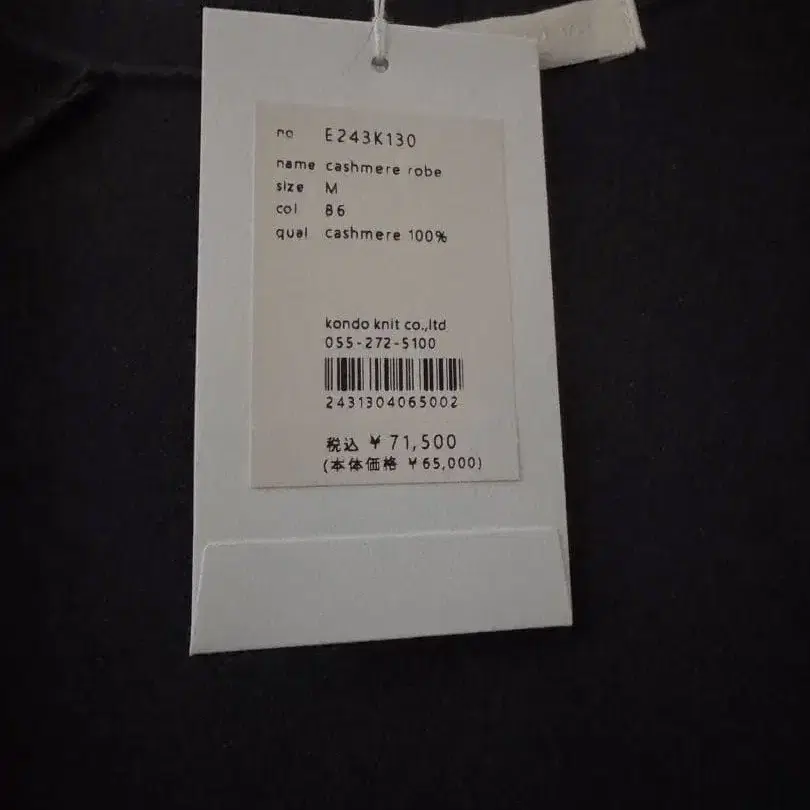 no E243K130
name cashmere robe
size M
col 86
qual cashmere 100%
kondo knit co.,ltd
055-272-5100
2431304065002
税込 ¥ 71,500
(本体価格 ¥65,000)